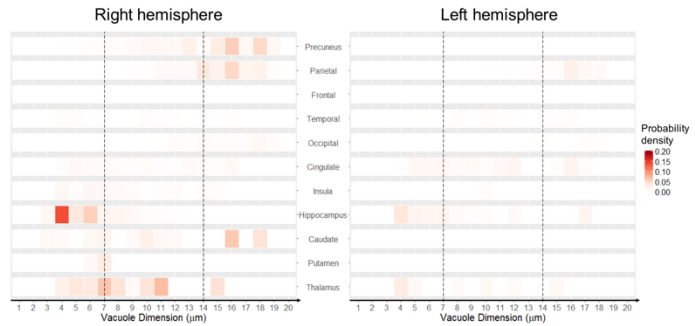 Right hemisphere
Left hemisphere
Precuneus
Parietal
Frontal
Temporal
Occipital
Cingulate
Insula
Hippocampus
Caudate
Putamen
Thalamus
Probability
density
0.20
0.15
0.10
0.05
0.00
1 2 3 4 5 6 7 8 9 10 11 12 13 14 15 16 17 18 19 20
1 2 3 4 5 6 7 8 9 10 11 12 13 14 15 16 17 18 19 20
Vacuole Dimension (μm)
Vacuole Dimension (μm)